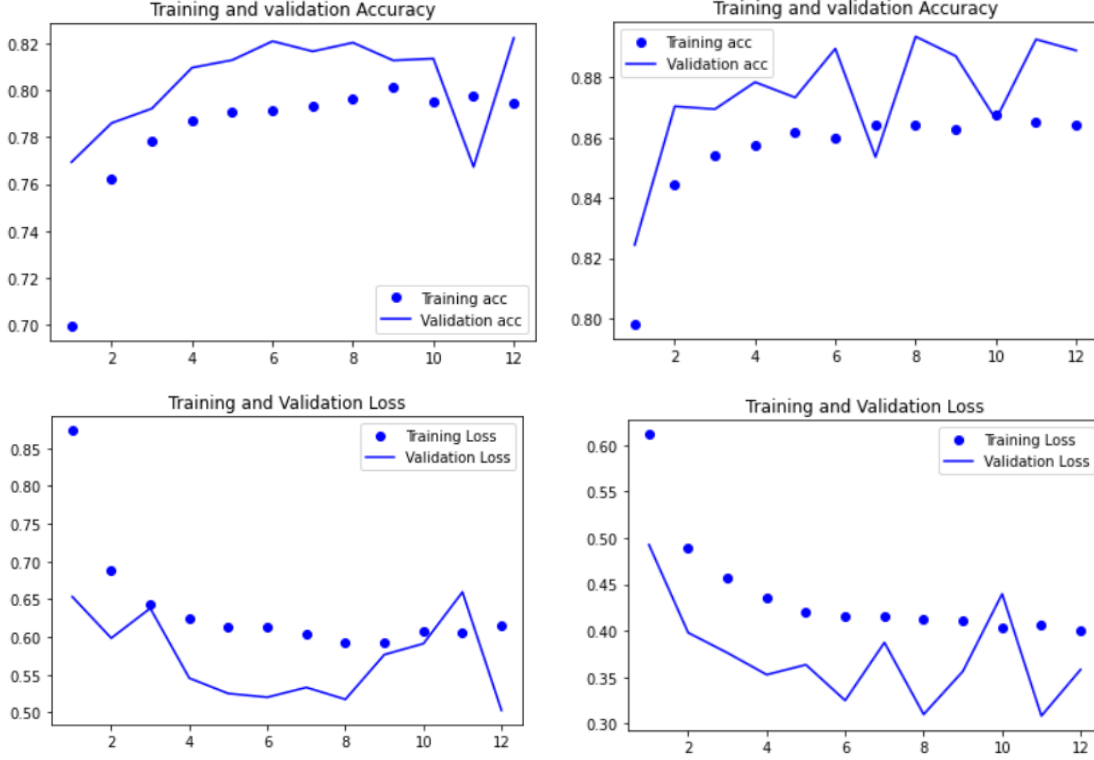 Training and validation Accuracy
0.82
0.80
0.78
0.76
0.74
0.72
0.70
Training acc
Validation acc
2 4 6 8 10 12
Training and validation Accuracy
Training acc
Validation acc
0.88
0.86
0.84
0.82
0.80
2 4 6 8 10 12
Training and Validation Loss
Training Loss
Validation Loss
0.85
0.80
0.75
0.70
0.65
0.60
0.55
0.50
2 4 6 8 10 12
Training and Validation Loss
Training Loss
Validation Loss
0.60
0.55
0.50
0.45
0.40
0.35
0.30
2 4 6 8 10 12